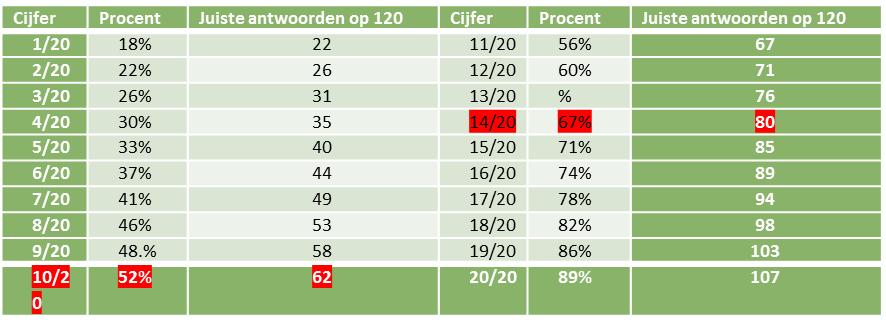 Cijfer Procent Juiste antwoorden op 120 Cijfer Procent Juiste antwoorden op 120
1/20 18% 22 11/20 56% 67
2/20 22% 26 12/20 60% 71
3/20 26% 31 13/20 % 76
4/20 30% 35 14/20 67% 80
5/20 33% 40 15/20 71% 85
6/20 37% 44 16/20 74% 89
7/20 41% 49 17/20 78% 94
8/20 46% 53 18/20 82% 98
9/20 48.% 58 19/20 86% 103
10/2 52% 62 20/20 89% 107
0